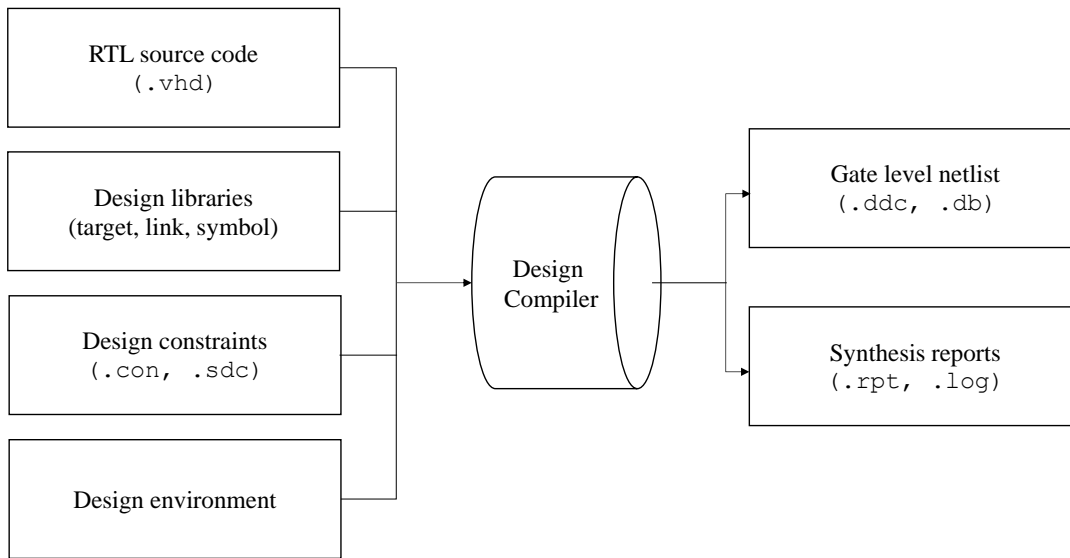 RTL source code
(.vhd)
Design libraries
(target, link, symbol)
Design constraints
(.con, .sdc)
Design environment
Design
Compiler
Gate level netlist
(.ddc, .db)
Synthesis reports
(.rpt, .log)